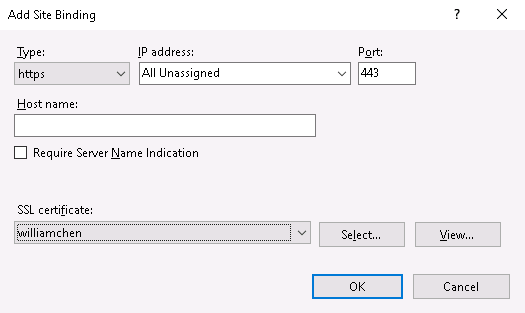 Add Site Binding
?
Type: IP address: Port:
https All Unassigned 443
Host name:
Require Server Name Indication
SSL certificate:
williamchen Select... View...
OK Cancel